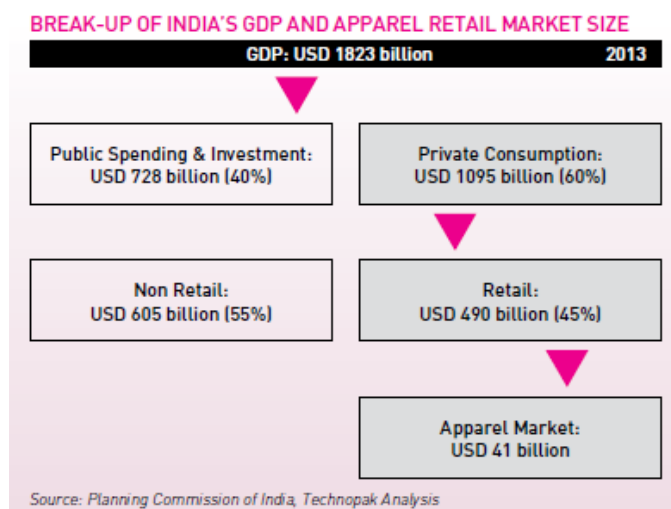 BREAK-UP OF INDIA'S GDP AND APPAREL RETAIL MARKET SIZE
GDP: USD 1823 billion 2013
Public Spending & Investment:
USD 728 billion (40%)
Private Consumption:
USD 1095 billion (60%)
Non Retail:
USD 605 billion (55%)
Retail:
USD 490 billion (45%)
Apparel Market:
USD 41 billion
Source: Planning Commission of India, Technopak Analysis